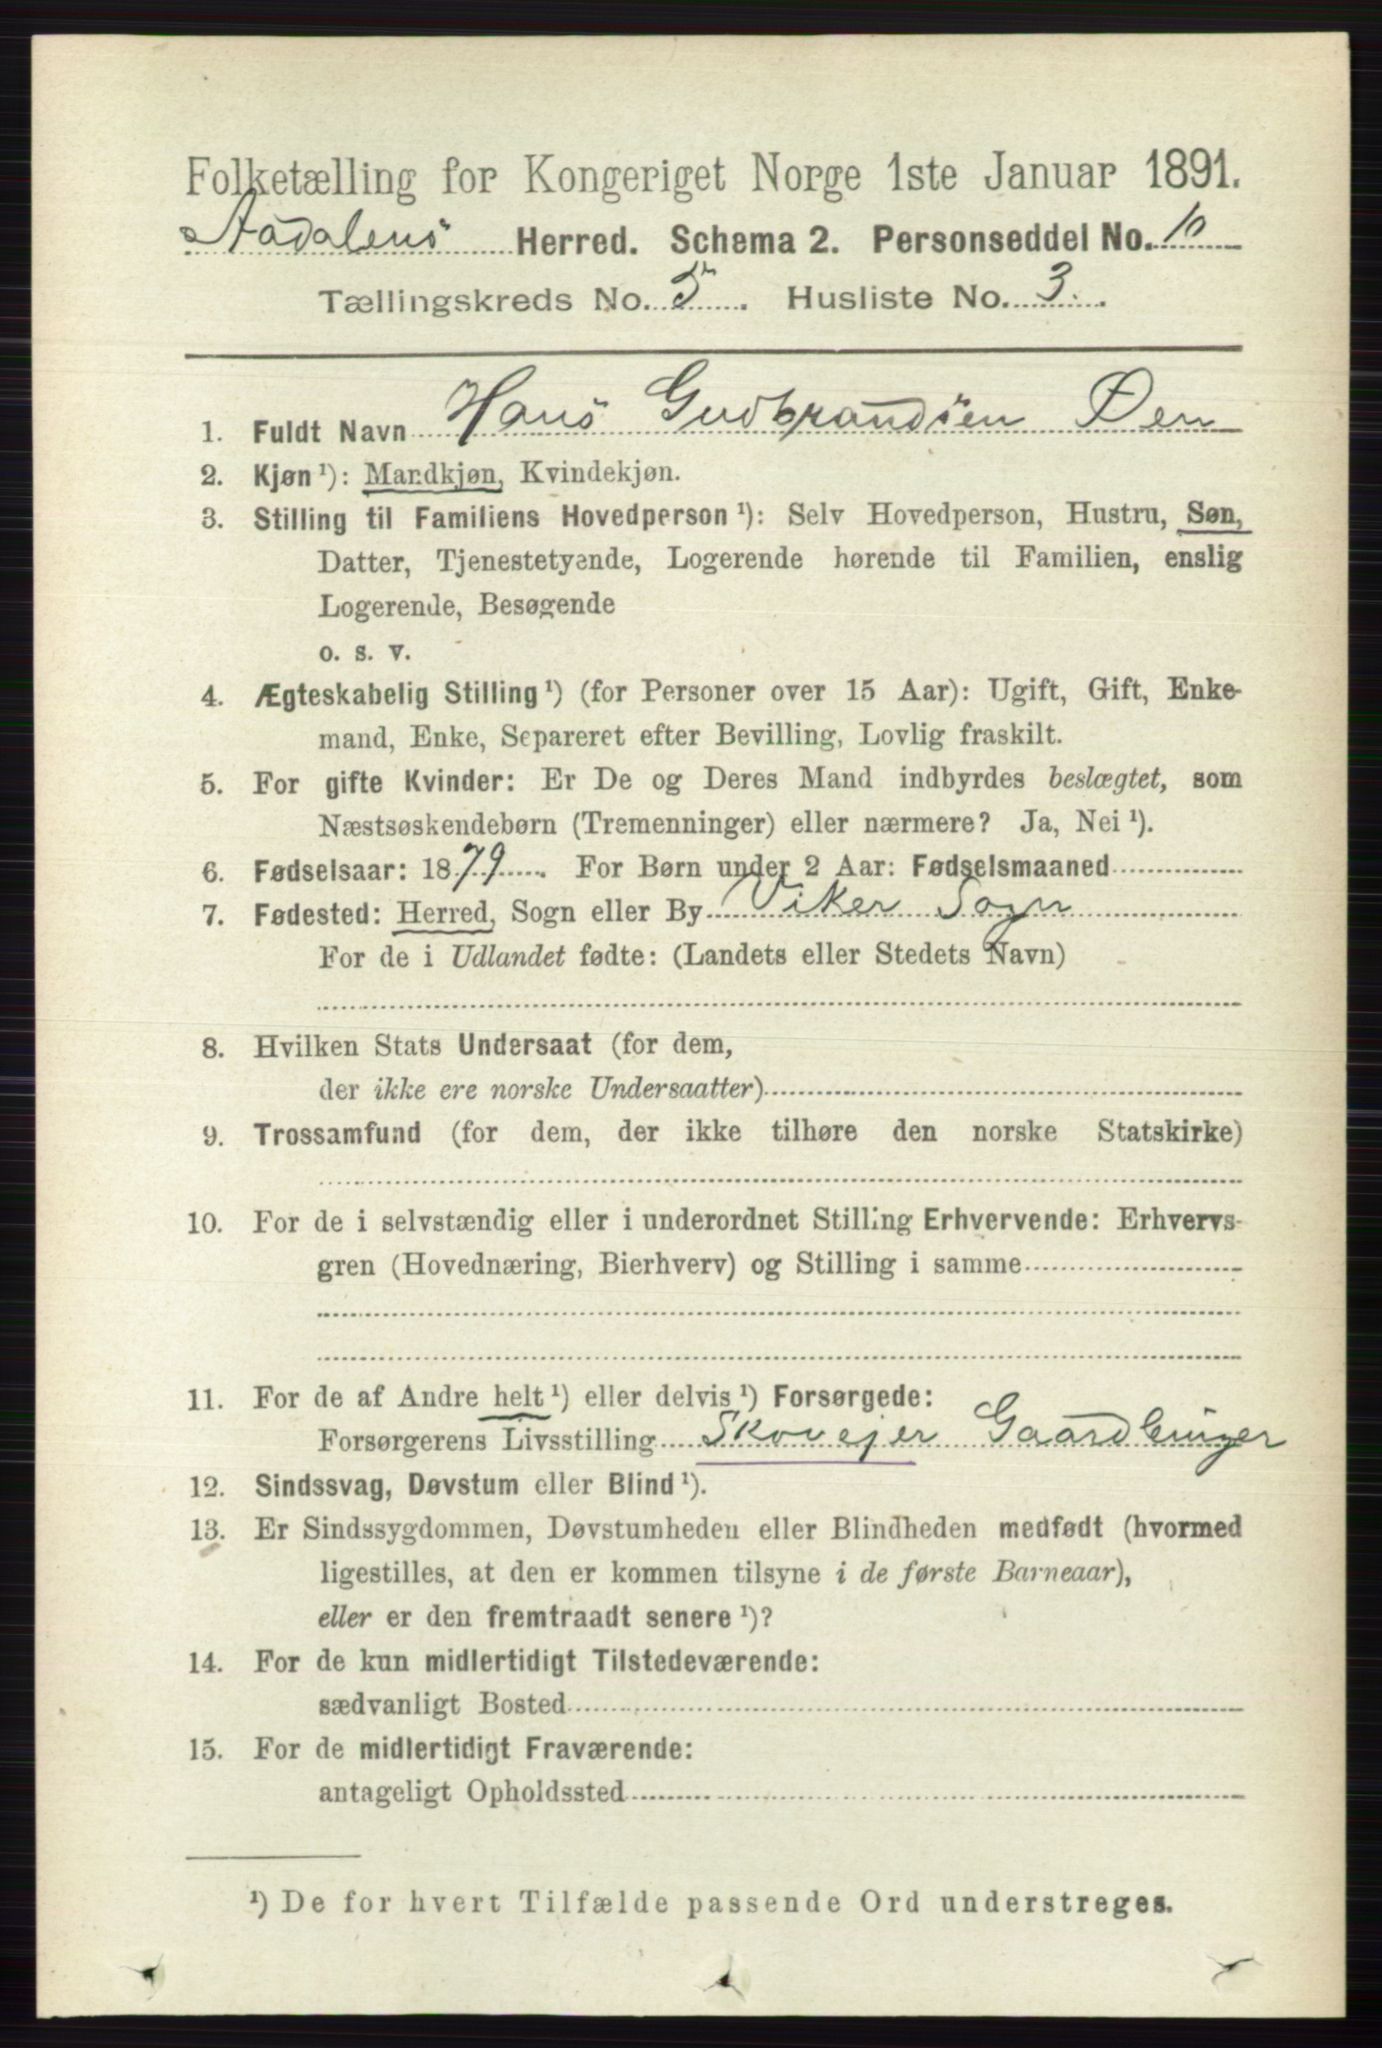 Folketælling for Kongeriget Norge 1ste Januar 1891.
Aadalens Herred. Schema 2. Personseddel No. 10
Tællingskreds No. 5. Husliste No. 3.
1. Fuldt Navn Hans Gudbrandsen Øen
2. Kjøn ¹): Mandkjøn, Kvindekjøn.
3. Stilling til Familiens Hovedperson ¹): Selv Hovedperson, Hustru, Søn,
Datter, Tjenestetyende, Logerende hørende til Familien, enslig
Logerende, Besøgende
o. s. v.
4. Ægteskabelig Stilling ¹) (for Personer over 15 Aar): Ugift, Gift, Enke-
mand, Enke, Separeret efter Bevilling, Lovlig fraskilt.
5. For gifte Kvinder: Er De og Deres Mand indbyrdes beslægtet, som
Næstsøskendebørn (Tremenninger) eller nærmere? Ja, Nei ¹).
6. Fødselsaar: 1879. For Børn under 2 Aar: Fødselsmaaned
7. Fødested: Herred, Sogn eller By Viker Sogn
For de i Udlandet fødte: (Landets eller Stedets Navn)
8. Hvilken Stats Undersaat (for dem,
der ikke ere norske Undersaatter)
9. Trossamfund (for dem, der ikke tilhøre den norske Statskirke)
10. For de i selvstændig eller i underordnet Stilling Erhvervende: Erhvervs-
gren (Hovednæring, Bierhverv) og Stilling i samme
11. For de af Andre helt ¹) eller delvis ¹) Forsørgede:
Forsørgerens Livsstilling Skovejer Gaardbruger
12. Sindssvag, Døvstum eller Blind ¹).
13. Er Sindssygdommen, Døvstumheden eller Blindheden medfødt (hvormed
ligestilles, at den er kommen tilsyne i de første Barneaar),
eller er den fremtraadt senere ¹)?
14. For de kun midlertidigt Tilstedeværende:
sædvanligt Bosted
15. For de midlertidigt Fraværende:
antageligt Opholdssted
¹) De for hvert Tilfælde passende Ord understreges.